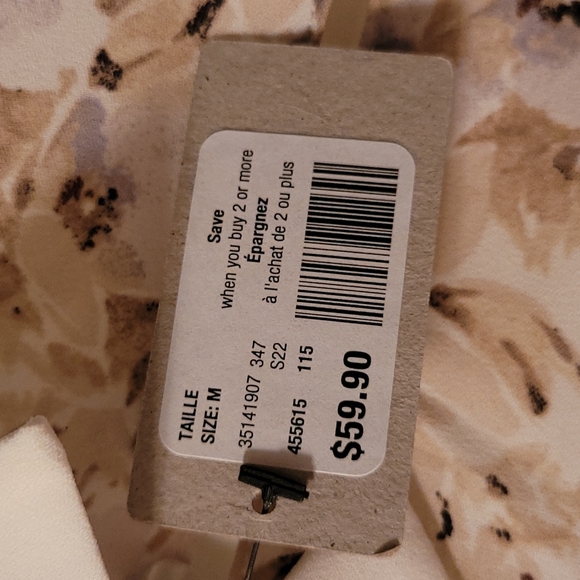 Save
when you buy 2 or more
Épargnez
à l'achat de 2 ou plus
TAILLE
SIZE: M
35141907 347
S22
455615 115
$59.90